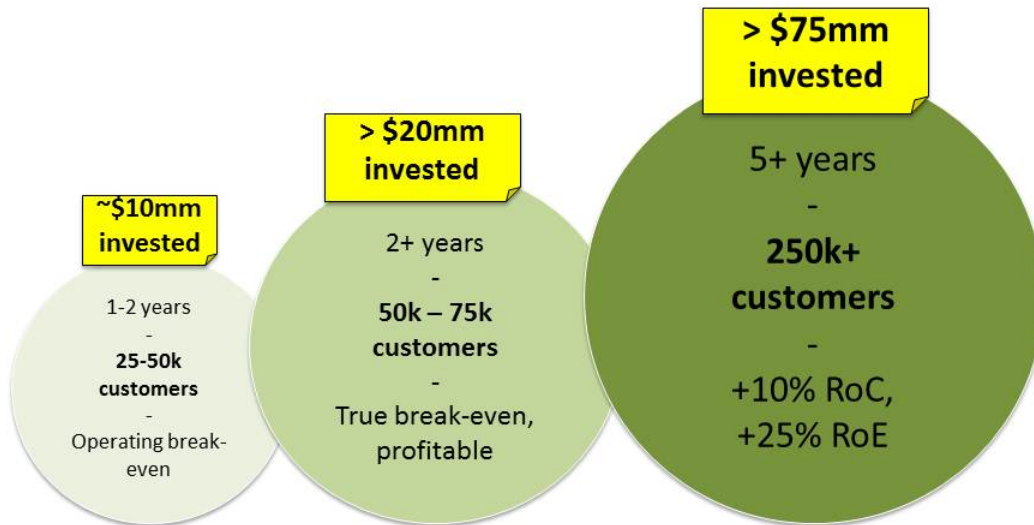 ~$10mm
invested
1-2 years
-
25-50k
customers
-
Operating break-
even
> $20mm
invested
2+ years
-
50k – 75k
customers
-
True break-even,
profitable
> $75mm
invested
5+ years
-
250k+
customers
-
+10% RoC,
+25% RoE